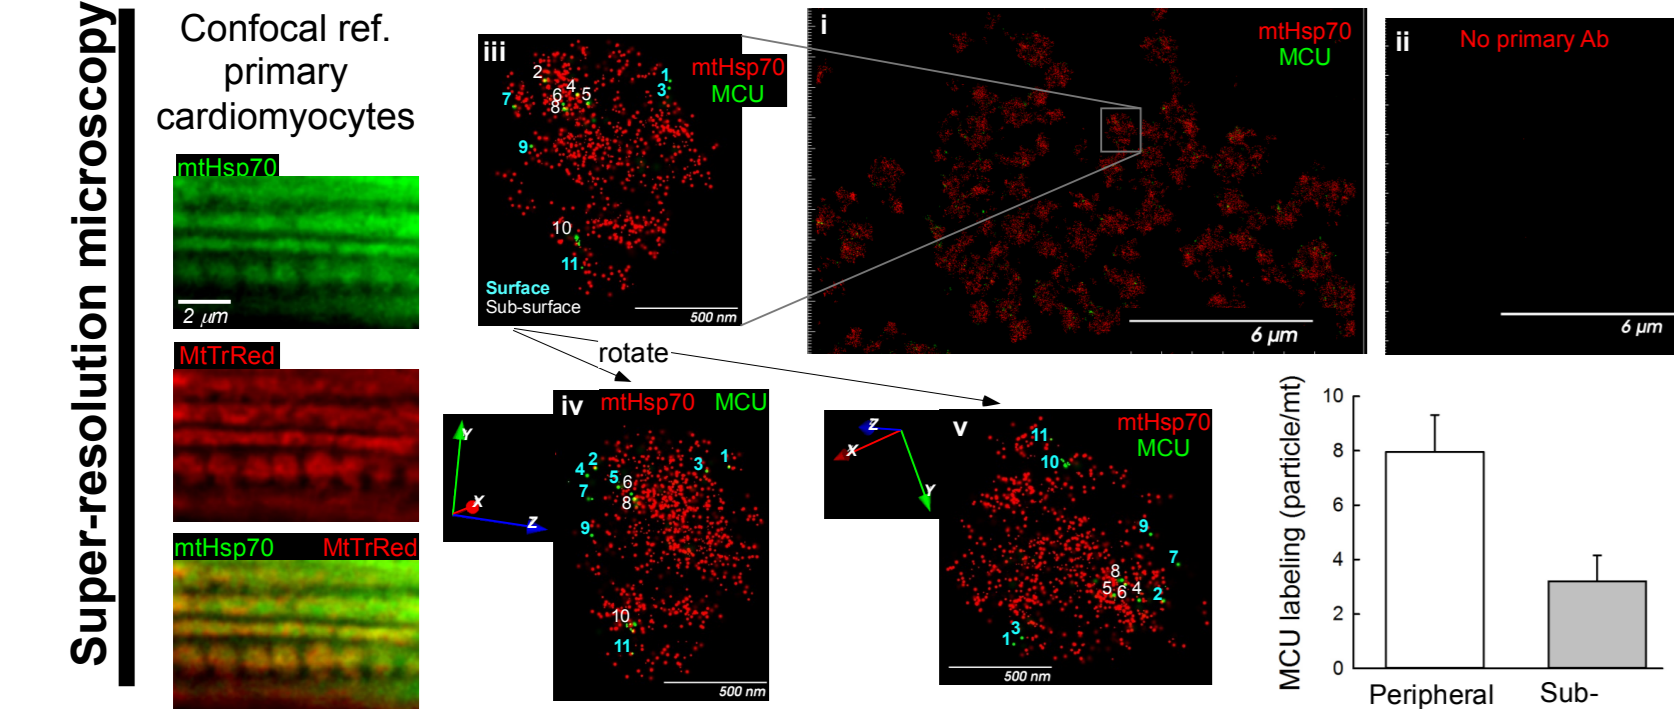 Super-resolution microscopy
Confocal ref.
primary
cardiomyocytes
mtHsp70
2 µm
MtTrRed
mtHsp70 MtTrRed
iii
mtHsp70
MCU
1
2
3
4
5
6
7
8
9
10
11
Surface
Sub-surface
500 nm
i
mtHsp70
MCU
6 µm
ii
No primary Ab
6 µm
rotate
Y
X
Z
iv
mtHsp70 MCU
1
2
3
4
5
6
7
8
9
10
11
500 nm
Z
X
Y
v
mtHsp70
MCU
11
10
9
7
8
5 6 4
2
3
1
500 nm
MCU labeling (particle/mt)
10
8
6
4
2
0
Peripheral Sub-